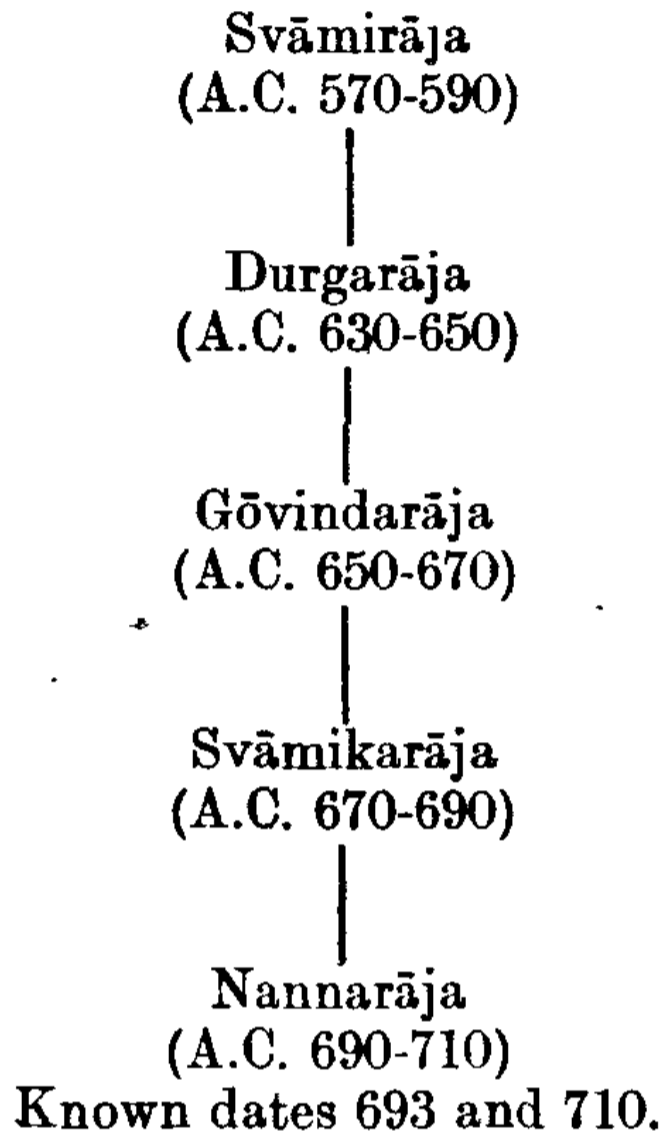 Svāmirāja
(A.C. 570-590)
Durgarāja
(A.C. 630-650)
Gōvindarāja
(A.C. 650-670)
Svāmikarāja
(A.C. 670-690)
Nannarāja
(A.C. 690-710)
Known dates 693 and 710.